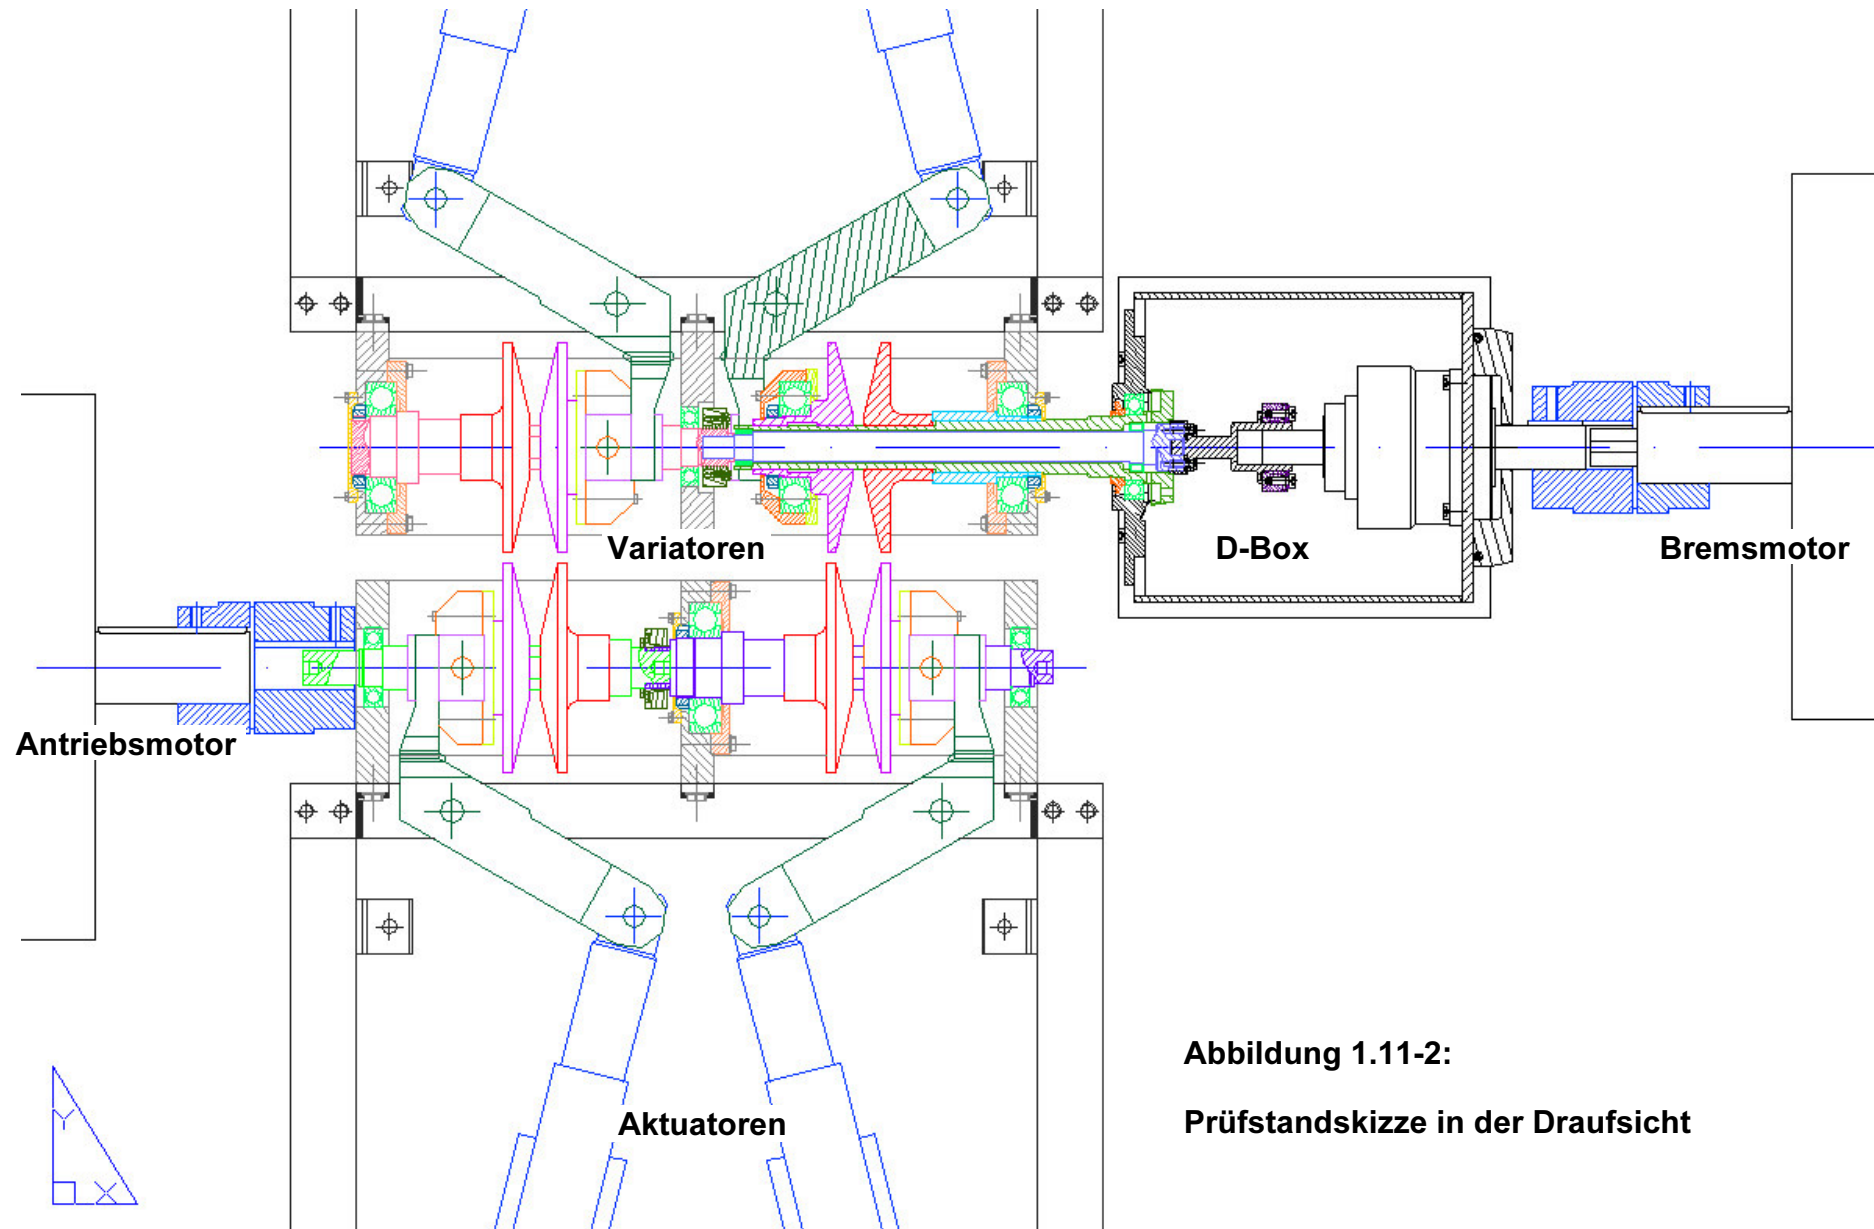 Variatoren
D-Box
Bremsmotor
Antriebsmotor
Aktuatoren
Abbildung 1.11-2:
Prüfstandskizze in der Draufsicht
Y
X